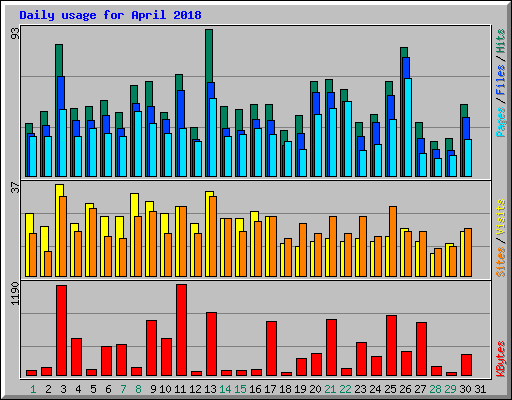 Daily usage for April 2018
93
Pages / Files / Hits
37
Sites / Visits
1190
KBytes
1 2 3 4 5 6 7 8 9 10 11 12 13 14 15 16 17 18 19 20 21 22 23 24 25 26 27 28 29 30 31